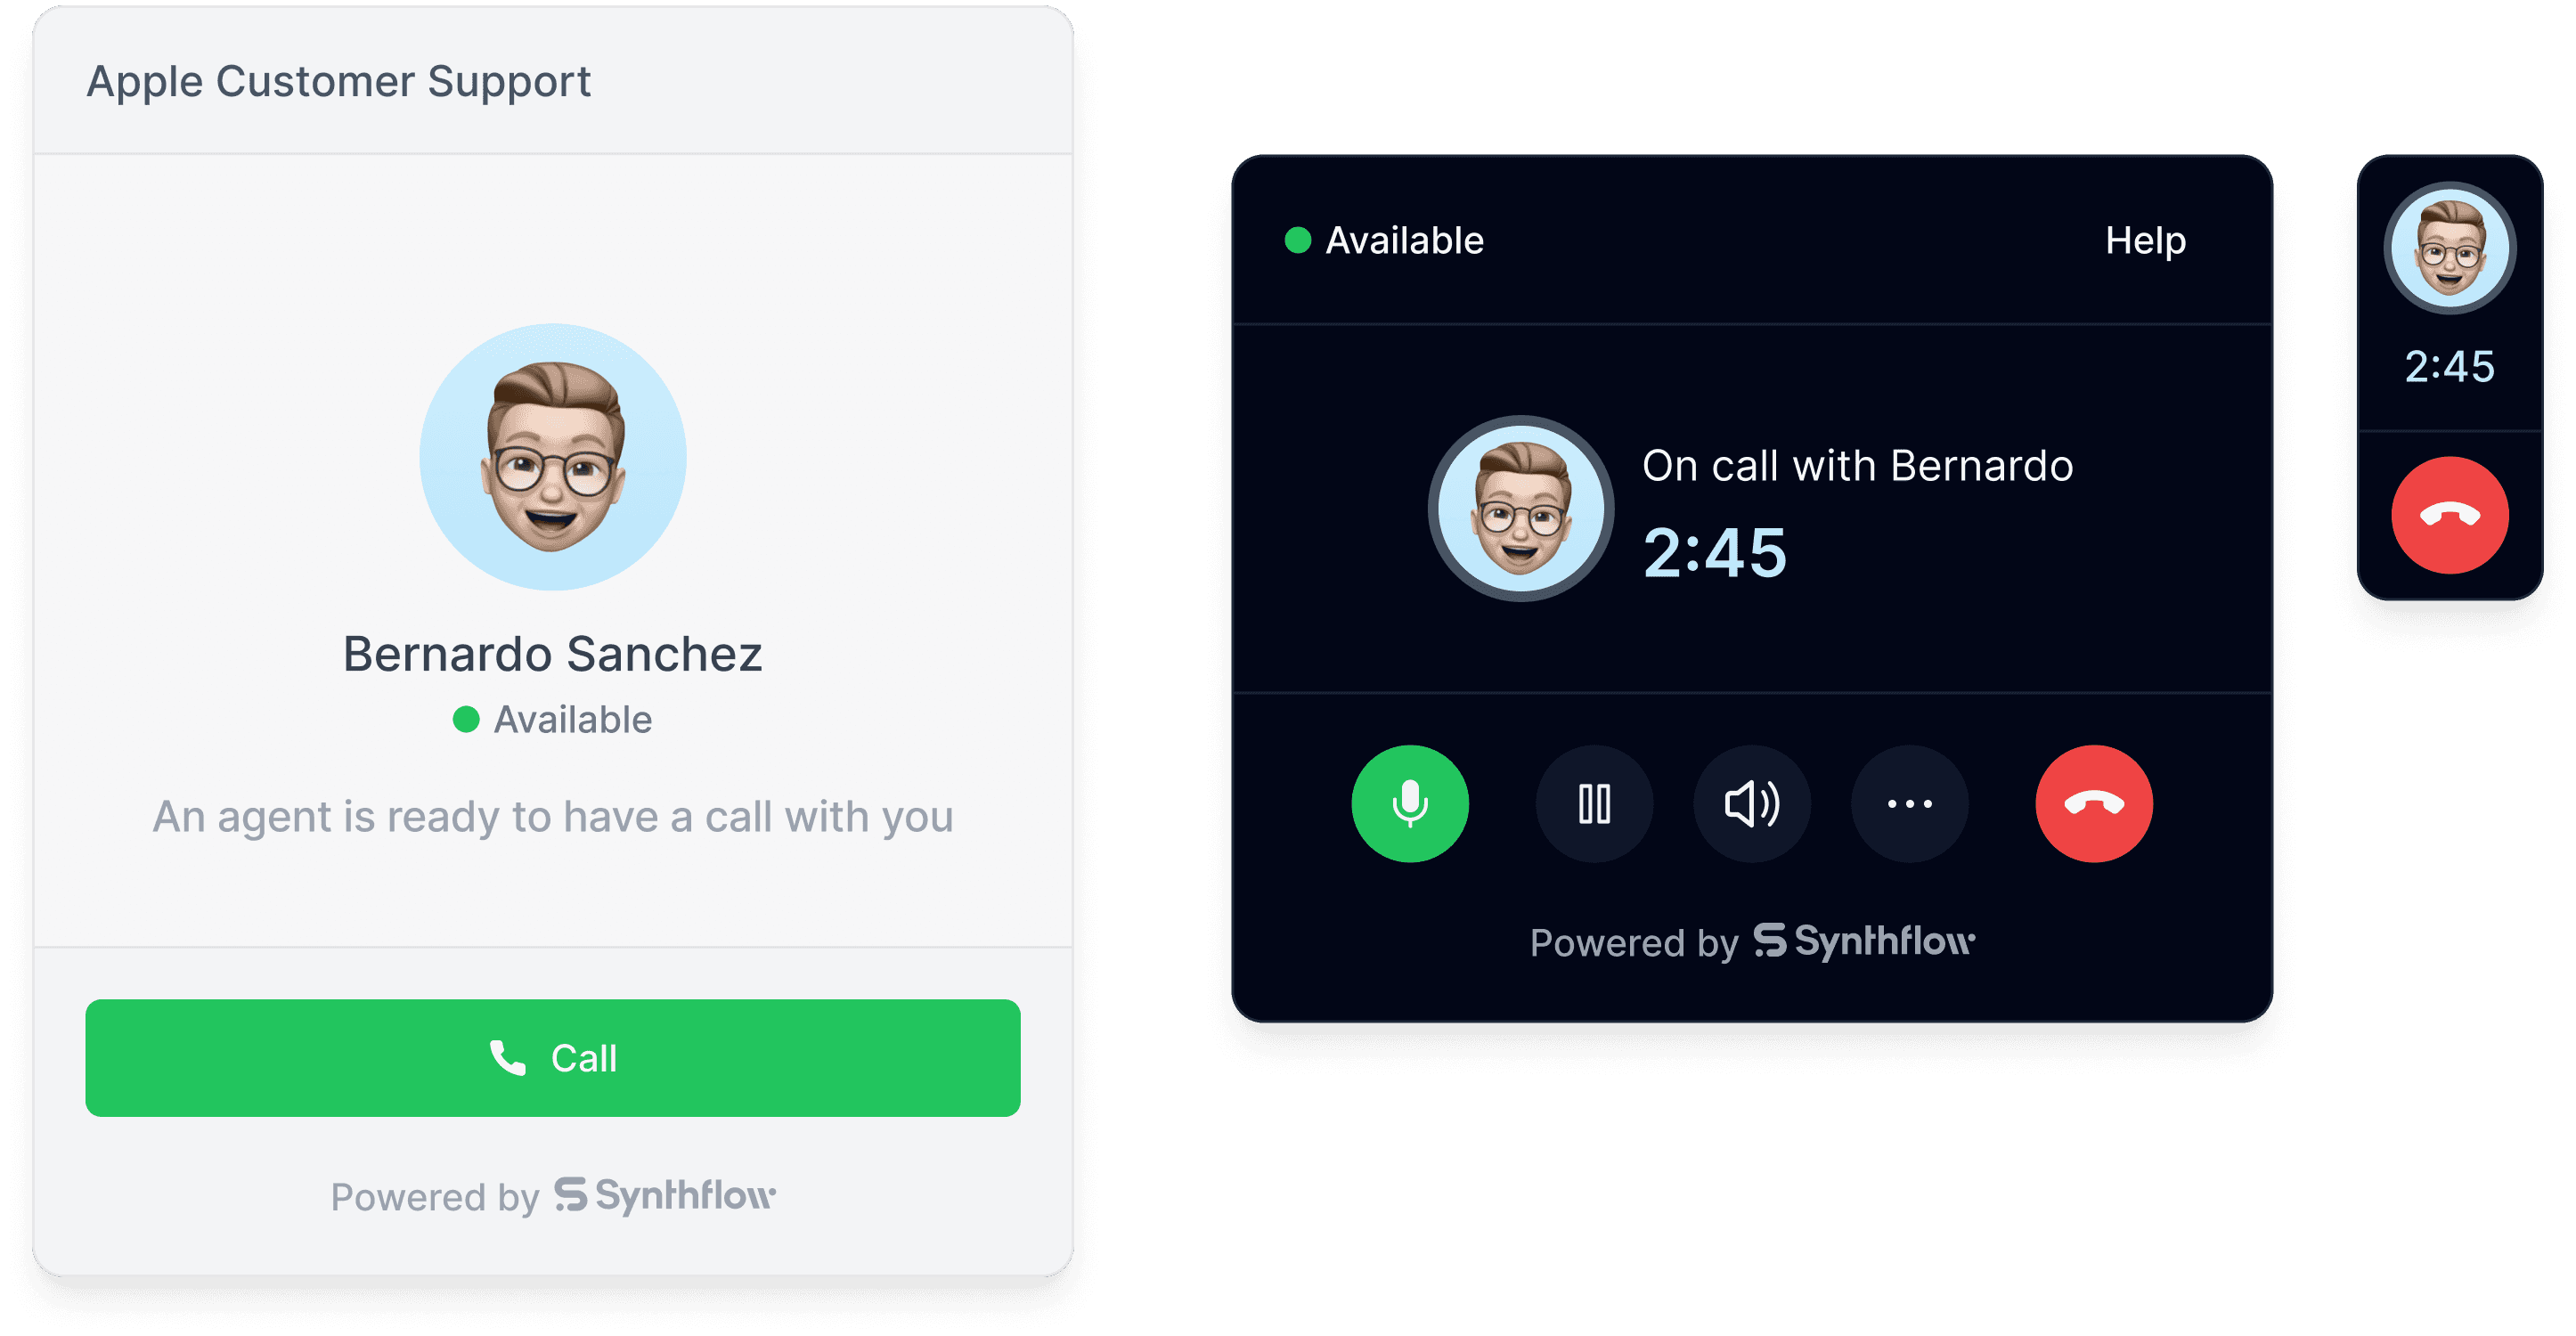 Apple Customer Support
Bernardo Sanchez
Available
An agent is ready to have a call with you
Call
Powered by Synthflow
Available
Help
On call with Bernardo
2:45
Powered by Synthflow
2:45